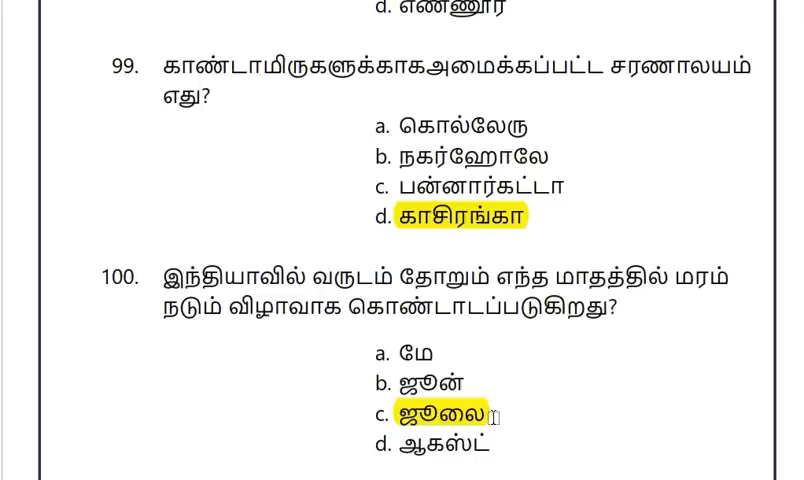 d. எண்ணூர்
99. காண்டாமிருகளுக்காகஅமைக்கப்பட்ட சரணாலயம்
எது?
a. கொல்லேரு
b. நகர்ஹோலே
c. பன்னார்கட்டா
d. காசிரங்கா
100. இந்தியாவில் வருடம் தோறும் எந்த மாதத்தில் மரம்
நடும் விழாவாக கொண்டாடப்படுகிறது?
a. மே
b. ஜூன்
c. ஜூலை
d. ஆகஸ்ட்